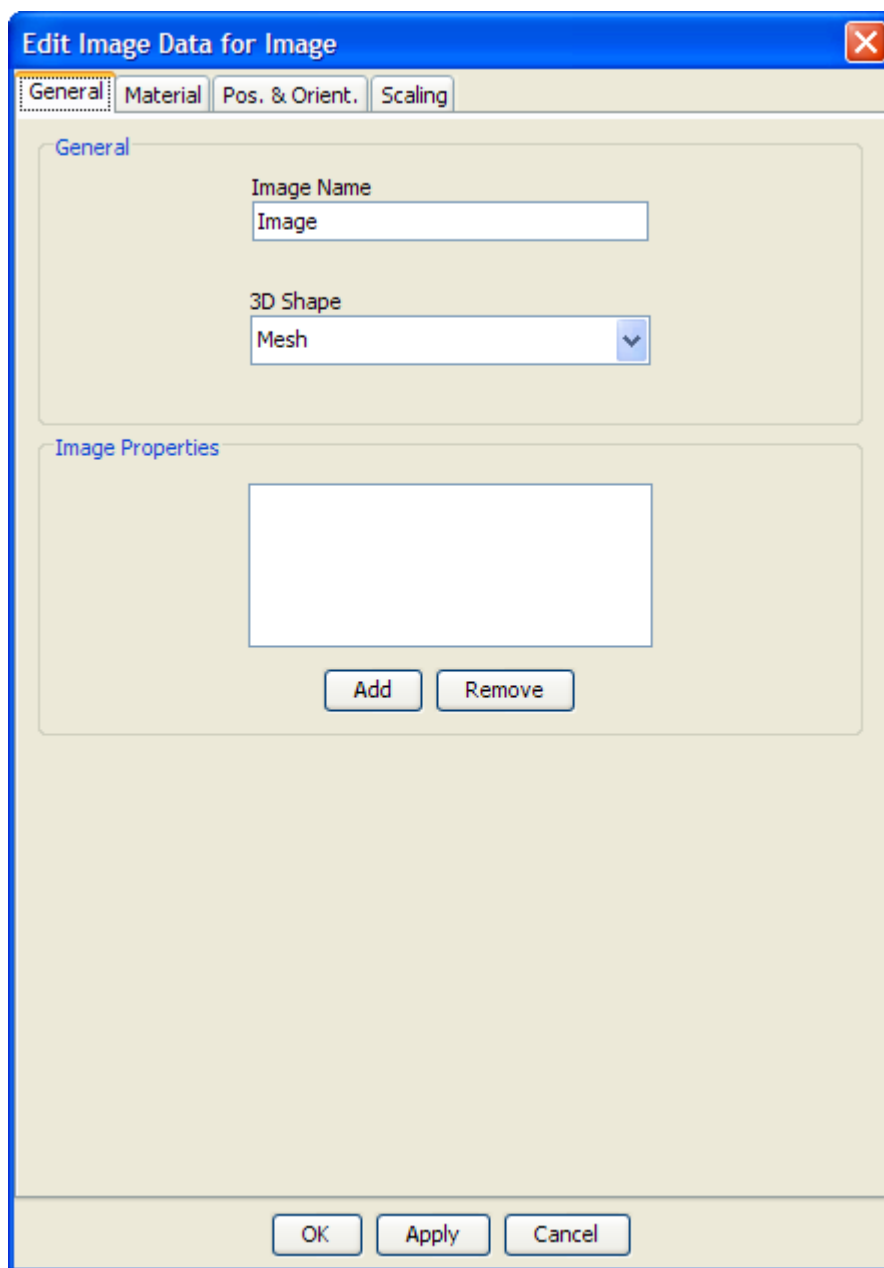 Edit Image Data for Image
General Material Pos. & Orient. Scaling
General
Image Name
Image
3D Shape
Mesh
Image Properties
Add Remove
OK Apply Cancel